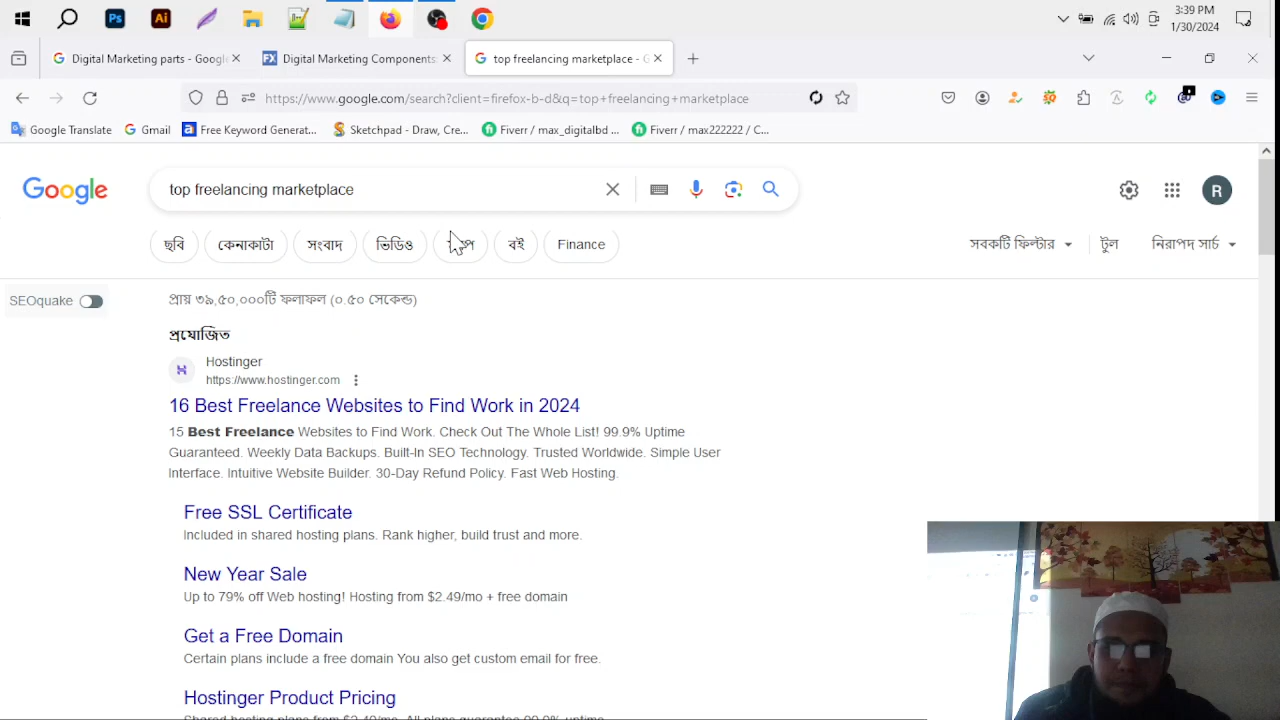 3:39 PM
1/30/2024
Digital Marketing parts - Google
Digital Marketing Components
top freelancing marketplace - G
https://www.google.com/search?client=firefox-b-d&q=top+freelancing+marketplace
Google Translate
Gmail
Free Keyword Generat...
Sketchpad - Draw, Cre...
Fiverr / max_digitalbd ...
Fiverr / max222222 / C...
Google
top freelancing marketplace
R
ছবি
কেনাকাটা
সংবাদ
ভিডিও
বই
Finance
সবকটি ফিল্টার
টুল
নিরাপদ সার্চ
SEOquake
প্রায় ৩৯,৫০,০০০টি ফলাফল (০.৫০ সেকেন্ড)
প্রযোজিত
Hostinger
https://www.hostinger.com
16 Best Freelance Websites to Find Work in 2024
15 Best Freelance Websites to Find Work. Check Out The Whole List! 99.9% Uptime
Guaranteed. Weekly Data Backups. Built-In SEO Technology. Trusted Worldwide. Simple User
Interface. Intuitive Website Builder. 30-Day Refund Policy. Fast Web Hosting.
Free SSL Certificate
Included in shared hosting plans. Rank higher, build trust and more.
New Year Sale
Up to 79% off Web hosting! Hosting from $2.49/mo + free domain
Get a Free Domain
Certain plans include a free domain You also get custom email for free.
Hostinger Product Pricing